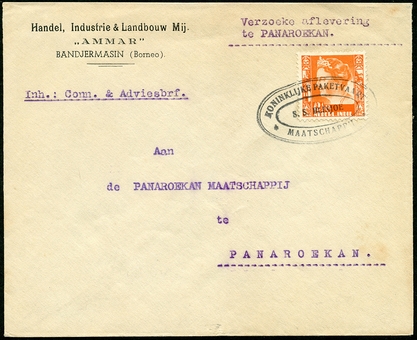 Handel, Industrie & Landbouw Mij.
„AMMAR"
BANDJERMASIN (Borneo).
Verzoeke aflevering
te PANAROEKAN.
Inh.: Conn. & Adviesbrf.
KONINKLIJKE PAKETVAART
S. S.
MAATSCHAPPIJ
Aan
de PANAROEKAN MAATSCHAPPIJ
te
PANAROEKAN.